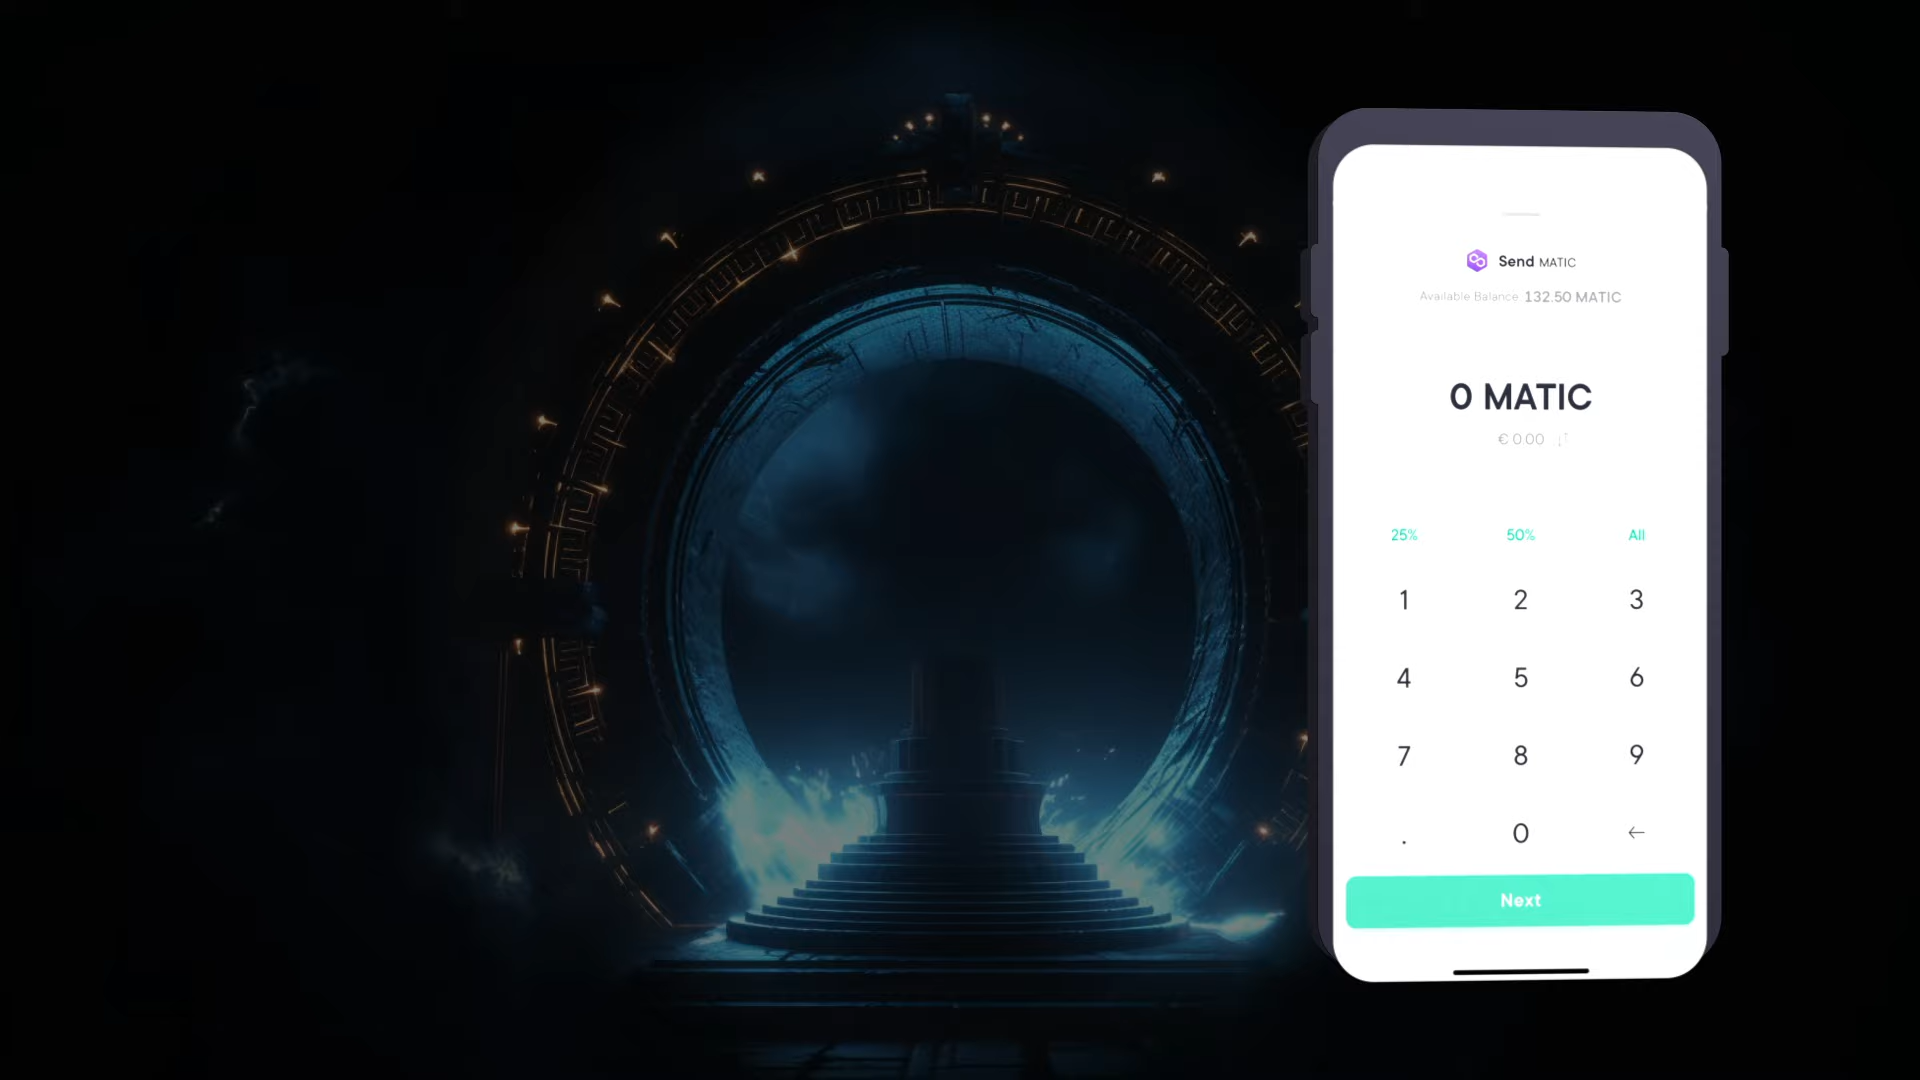 Send MATIC
Available Balance 132.50 MATIC
0 MATIC
€ 0.00
25% 50% All
1 2 3
4 5 6
7 8 9
. 0 ←
Next